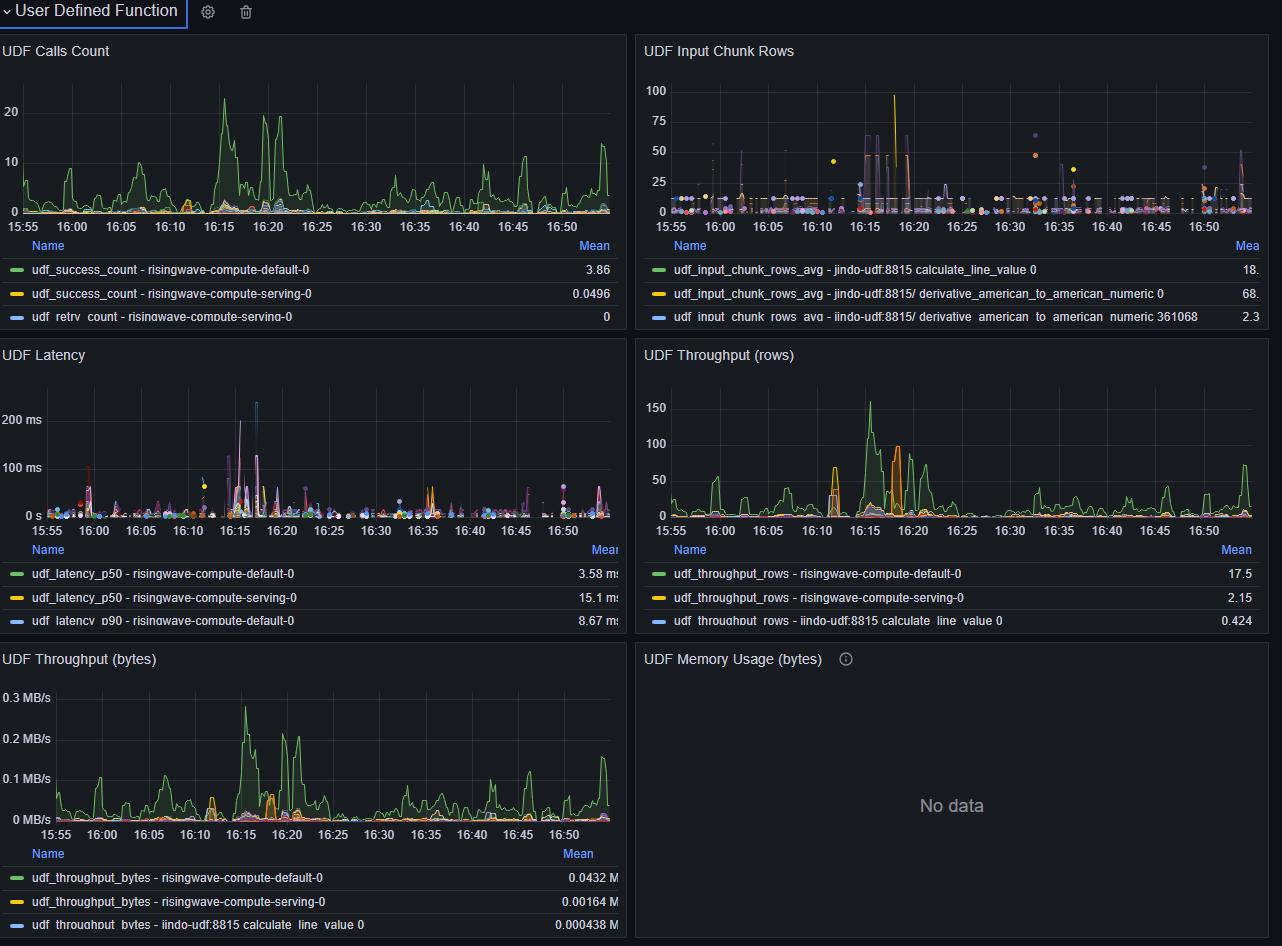 User Defined Function
UDF Calls Count
20
10
0
15:55 16:00 16:05 16:10 16:15 16:20 16:25 16:30 16:35 16:40 16:45 16:50
Name Mean
udf_success_count - risingwave-compute-default-0 3.86
udf_success_count - risingwave-compute-serving-0 0.0496
udf_retry_count - risingwave-compute-serving-0 0
UDF Input Chunk Rows
100
75
50
25
0
15:55 16:00 16:05 16:10 16:15 16:20 16:25 16:30 16:35 16:40 16:45 16:50
Name Mea
udf_input_chunk_rows_avg - jindo-udf:8815 calculate_line_value 0 18.
udf_input_chunk_rows_avg - jindo-udf:8815/ derivative_american_to_american_numeric 0 68.
udf_input_chunk_rows_avg - jindo-udf:8815/ derivative_american_to_american_numeric 361068 2.3
UDF Latency
200 ms
100 ms
0 s
15:55 16:00 16:05 16:10 16:15 16:20 16:25 16:30 16:35 16:40 16:45 16:50
Name Mean
udf_latency_p50 - risingwave-compute-default-0 3.58 ms
udf_latency_p50 - risingwave-compute-serving-0 15.1 ms
udf_latency_p90 - risingwave-compute-default-0 8.67 ms
UDF Throughput (rows)
150
100
50
0
15:55 16:00 16:05 16:10 16:15 16:20 16:25 16:30 16:35 16:40 16:45 16:50
Name Mean
udf_throughput_rows - risingwave-compute-default-0 17.5
udf_throughput_rows - risingwave-compute-serving-0 2.15
udf_throughput_rows - jindo-udf:8815 calculate_line_value 0 0.424
UDF Throughput (bytes)
0.3 MB/s
0.2 MB/s
0.1 MB/s
0 MB/s
15:55 16:00 16:05 16:10 16:15 16:20 16:25 16:30 16:35 16:40 16:45 16:50
Name Mean
udf_throughput_bytes - risingwave-compute-default-0 0.0432 M
udf_throughput_bytes - risingwave-compute-serving-0 0.00164 M
udf_throughput_bytes - jindo-udf:8815 calculate_line_value 0 0.000438 M
UDF Memory Usage (bytes)
No data